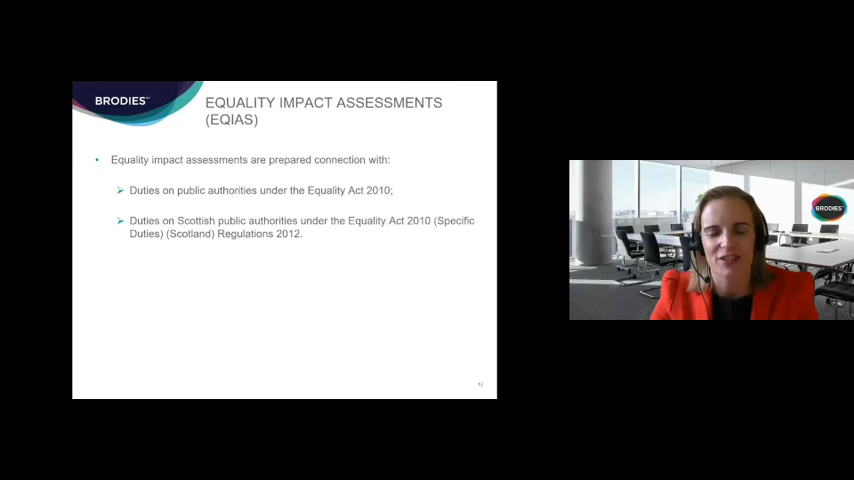 BRODIES LLP
EQUALITY IMPACT ASSESSMENTS
(EQIAS)
• Equality impact assessments are prepared connection with:
➢ Duties on public authorities under the Equality Act 2010;
➢ Duties on Scottish public authorities under the Equality Act 2010 (Specific
Duties) (Scotland) Regulations 2012.
BRODIES